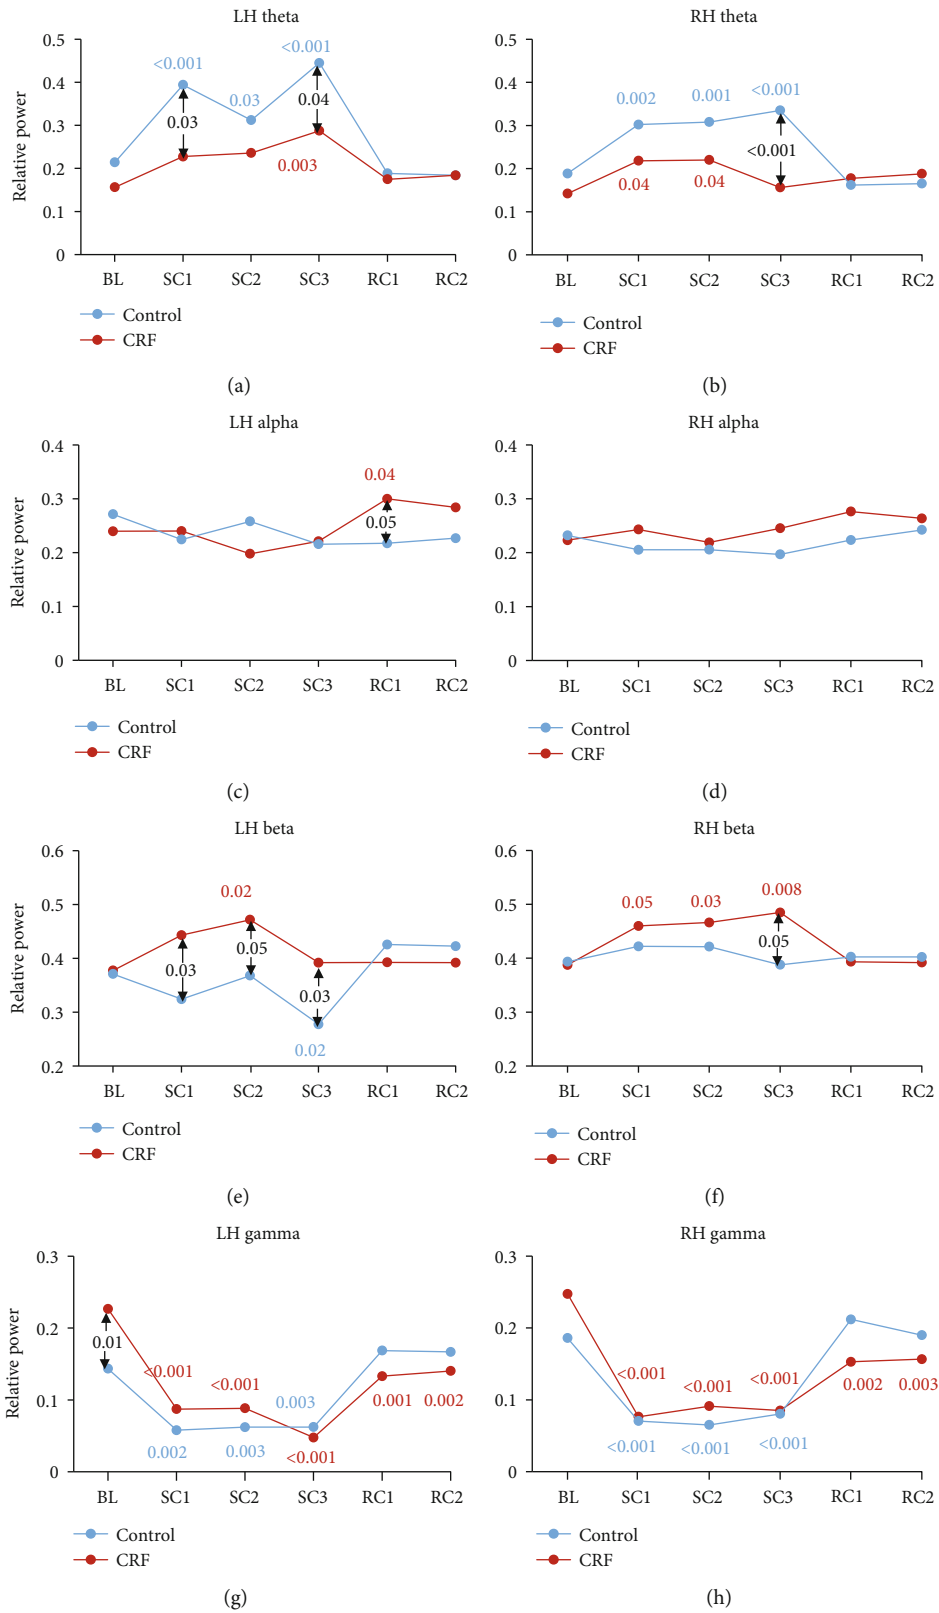 LH theta
0.5
0.4
0.3
0.2
0.1
0
Relative power
<0.001
0.03
<0.001
0.03
0.04
0.003
BL SC1 SC2 SC3 RC1 RC2
Control
CRF
(a)
RH theta
0.5
0.4
0.3
0.2
0.1
0
0.002
0.001
<0.001
<0.001
0.04
0.04
BL SC1 SC2 SC3 RC1 RC2
Control
CRF
(b)
LH alpha
0.4
0.3
0.2
0.1
0
Relative power
0.04
0.05
BL SC1 SC2 SC3 RC1 RC2
Control
CRF
(c)
RH alpha
0.4
0.3
0.2
0.1
0
BL SC1 SC2 SC3 RC1 RC2
Control
CRF
(d)
LH beta
0.6
0.5
0.4
0.3
0.2
Relative power
0.02
0.03
0.05
0.03
0.02
BL SC1 SC2 SC3 RC1 RC2
Control
CRF
(e)
RH beta
0.6
0.5
0.4
0.3
0.2
0.05
0.03
0.008
0.05
BL SC1 SC2 SC3 RC1 RC2
Control
CRF
(f)
LH gamma
0.3
0.2
0.1
0
Relative power
0.01
<0.001
<0.001
0.003
0.001
0.002
0.002
0.003
<0.001
BL SC1 SC2 SC3 RC1 RC2
Control
CRF
(g)
RH gamma
0.3
0.2
0.1
0
<0.001
<0.001
<0.001
0.002
0.003
<0.001
<0.001
<0.001
BL SC1 SC2 SC3 RC1 RC2
Control
CRF
(h)